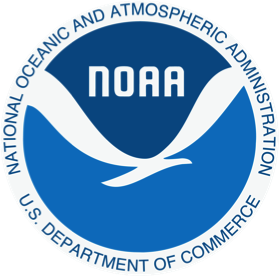 NATIONAL OCEANIC AND ATMOSPHERIC ADMINISTRATION
NOAA
U.S. DEPARTMENT OF COMMERCE